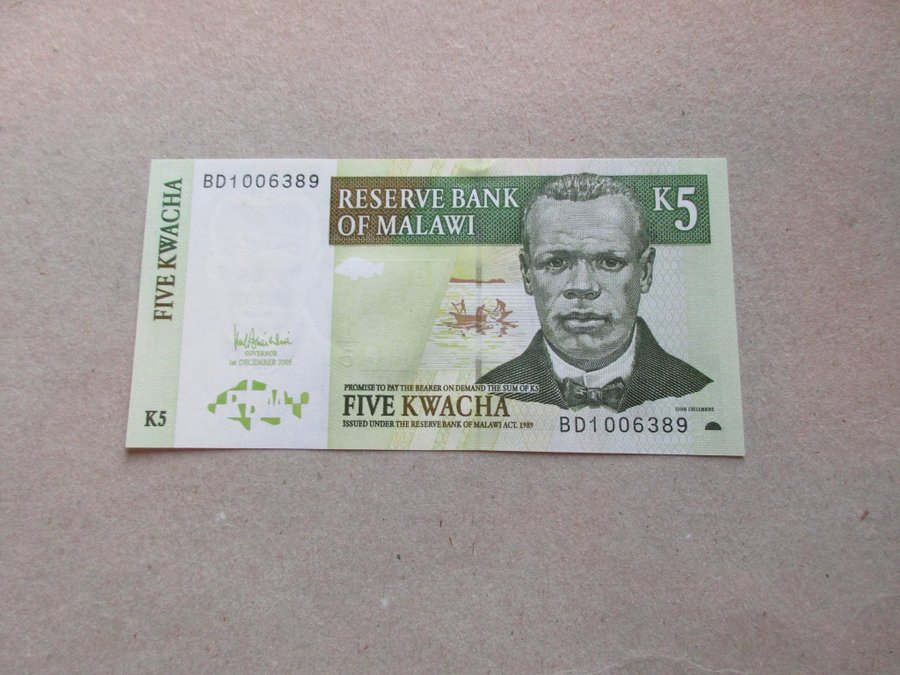 FIVE KWACHA
K5
BD1006389
GOVERNOR
1st DECEMBER 2005
RESERVE BANK
OF MALAWI
K5
PROMISE TO PAY THE BEARER ON DEMAND THE SUM OF K5
FIVE KWACHA
ISSUED UNDER THE RESERVE BANK OF MALAWI ACT. 1989
JOHN CHILEMBWE
BD1006389